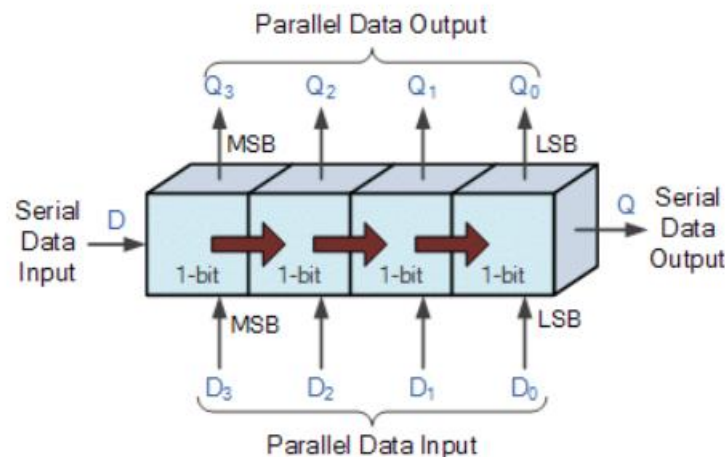 Parallel Data Output
Q₃ Q₂ Q₁ Q₀
MSB LSB
Serial Data Input
D
Q
Serial Data Output
1-bit 1-bit 1-bit 1-bit
MSB LSB
D₃ D₂ D₁ D₀
Parallel Data Input